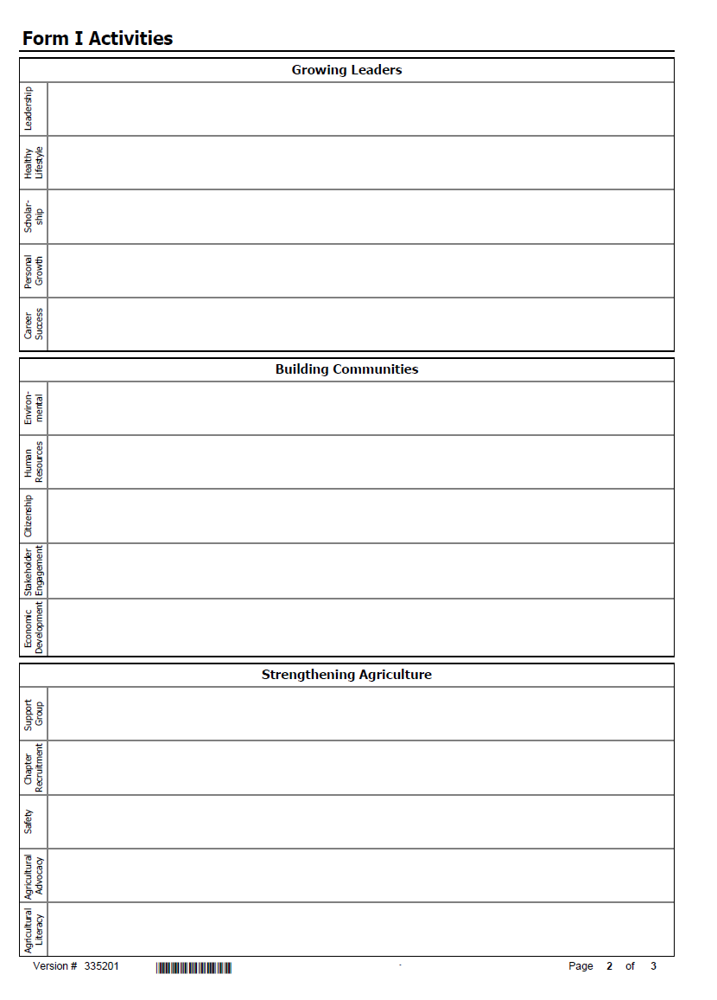 Form I Activities
Growing Leaders
Leadership
Healthy
Lifestyle
Scholar-
ship
Personal
Growth
Career
Success
Building Communities
Environ-
mental
Human
Resources
Citizenship
Stakeholder
Engagement
Economic
Development
Strengthening Agriculture
Support
Group
Chapter
Recruitment
Safety
Agricultural
Advocacy
Agricultural
Literacy
Version # 335201 - Page 2 of 3